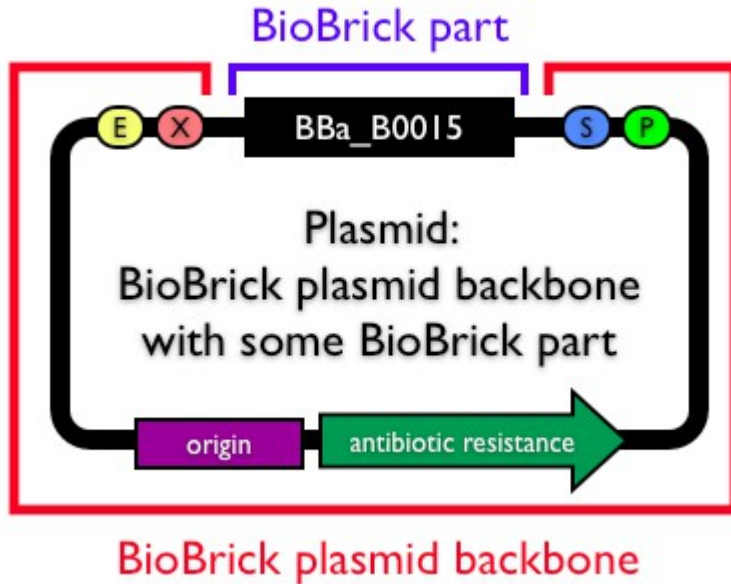 BioBrick part
E X BBa_B0015 S P
Plasmid:
BioBrick plasmid backbone
with some BioBrick part
origin antibiotic resistance
BioBrick plasmid backbone